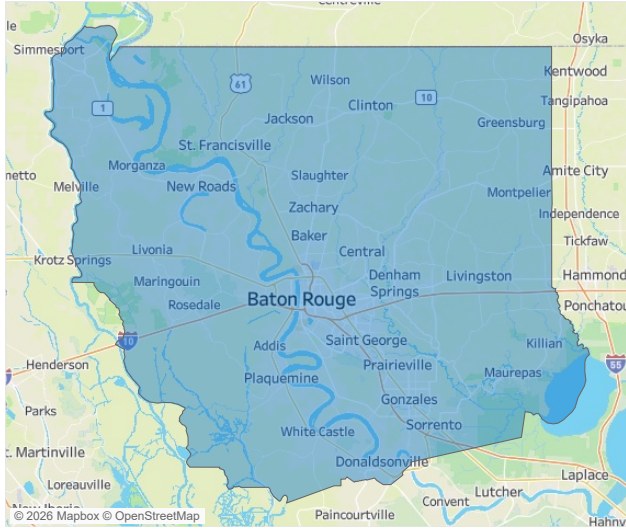 Centreville
Osyka
Simmesport
Kentwood
Wilson
61
10
Tangipahoa
1
Clinton
Jackson
Greensburg
St. Francisville
Morganza
Amite City
Slaughter
Melville
New Roads
Montpelier
Zachary
Independence
Baker
Tickfaw
Livonia
Central
Krotz Springs
Hammond
Denham
Springs
Livingston
Maringouin
Baton Rouge
Rosedale
Ponchatou
10
Addis
Saint George
Killian
Henderson
Prairieville
55
Plaquemine
Maurepas
Gonzales
Parks
Sorrento
White Castle
t. Martinville
Donaldsonville
Laplace
Loreauville
Lutcher
Convent
Paincourtville
© 2026 Mapbox © OpenStreetMap